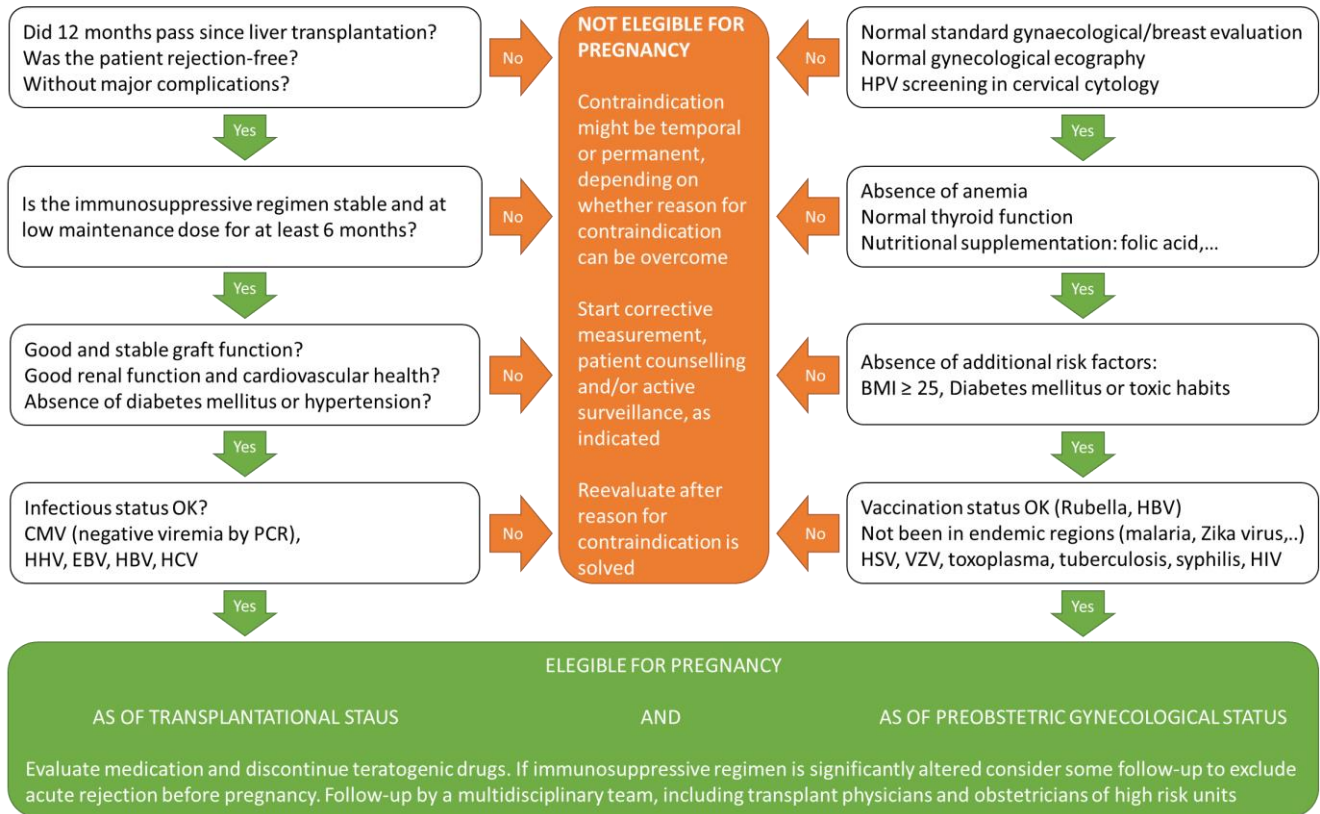 Did 12 months pass since liver transplantation?
Was the patient rejection-free?
Without major complications?
No
Yes
Is the immunosuppressive regimen stable and at
low maintenance dose for at least 6 months?
No
Yes
Good and stable graft function?
Good renal function and cardiovascular health?
Absence of diabetes mellitus or hypertension?
No
Yes
Infectious status OK?
CMV (negative viremia by PCR),
HHV, EBV, HBV, HCV
No
Yes
NOT ELEGIBLE FOR
PREGNANCY
Contraindication
might be temporal
or permanent,
depending on
whether reason for
contraindication
can be overcome
Start corrective
measurement,
patient counselling
and/or active
surveillance, as
indicated
Reevaluate after
reason for
contraindication is
solved
No
Normal standard gynaecological/breast evaluation
Normal gynecological ecography
HPV screening in cervical cytology
Yes
No
Absence of anemia
Normal thyroid function
Nutritional supplementation: folic acid,...
Yes
No
Absence of additional risk factors:
BMI ≥ 25, Diabetes mellitus or toxic habits
Yes
No
Vaccination status OK (Rubella, HBV)
Not been in endemic regions (malaria, Zika virus,..)
HSV, VZV, toxoplasma, tuberculosis, syphilis, HIV
Yes
ELEGIBLE FOR PREGNANCY
AS OF TRANSPLANTATIONAL STAUS AND AS OF PREOBSTETRIC GYNECOLOGICAL STATUS
Evaluate medication and discontinue teratogenic drugs. If immunosuppressive regimen is significantly altered consider some follow-up to exclude
acute rejection before pregnancy. Follow-up by a multidisciplinary team, including transplant physicians and obstetricians of high risk units